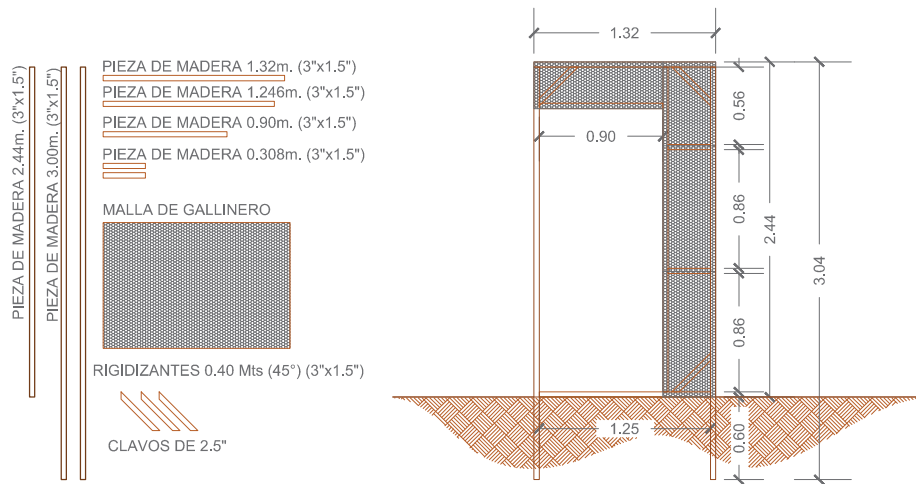 PIEZA DE MADERA 2.44m. (3"x1.5")
PIEZA DE MADERA 3.00m. (3"x1.5")
PIEZA DE MADERA 1.32m. (3"x1.5")
PIEZA DE MADERA 1.246m. (3"x1.5")
PIEZA DE MADERA 0.90m. (3"x1.5")
PIEZA DE MADERA 0.308m. (3"x1.5")
MALLA DE GALLINERO
RIGIDIZANTES 0.40 Mts (45°) (3"x1.5")
CLAVOS DE 2.5"
1.32
0.90
0.56
0.86
2.44
3.04
0.86
1.25
0.60